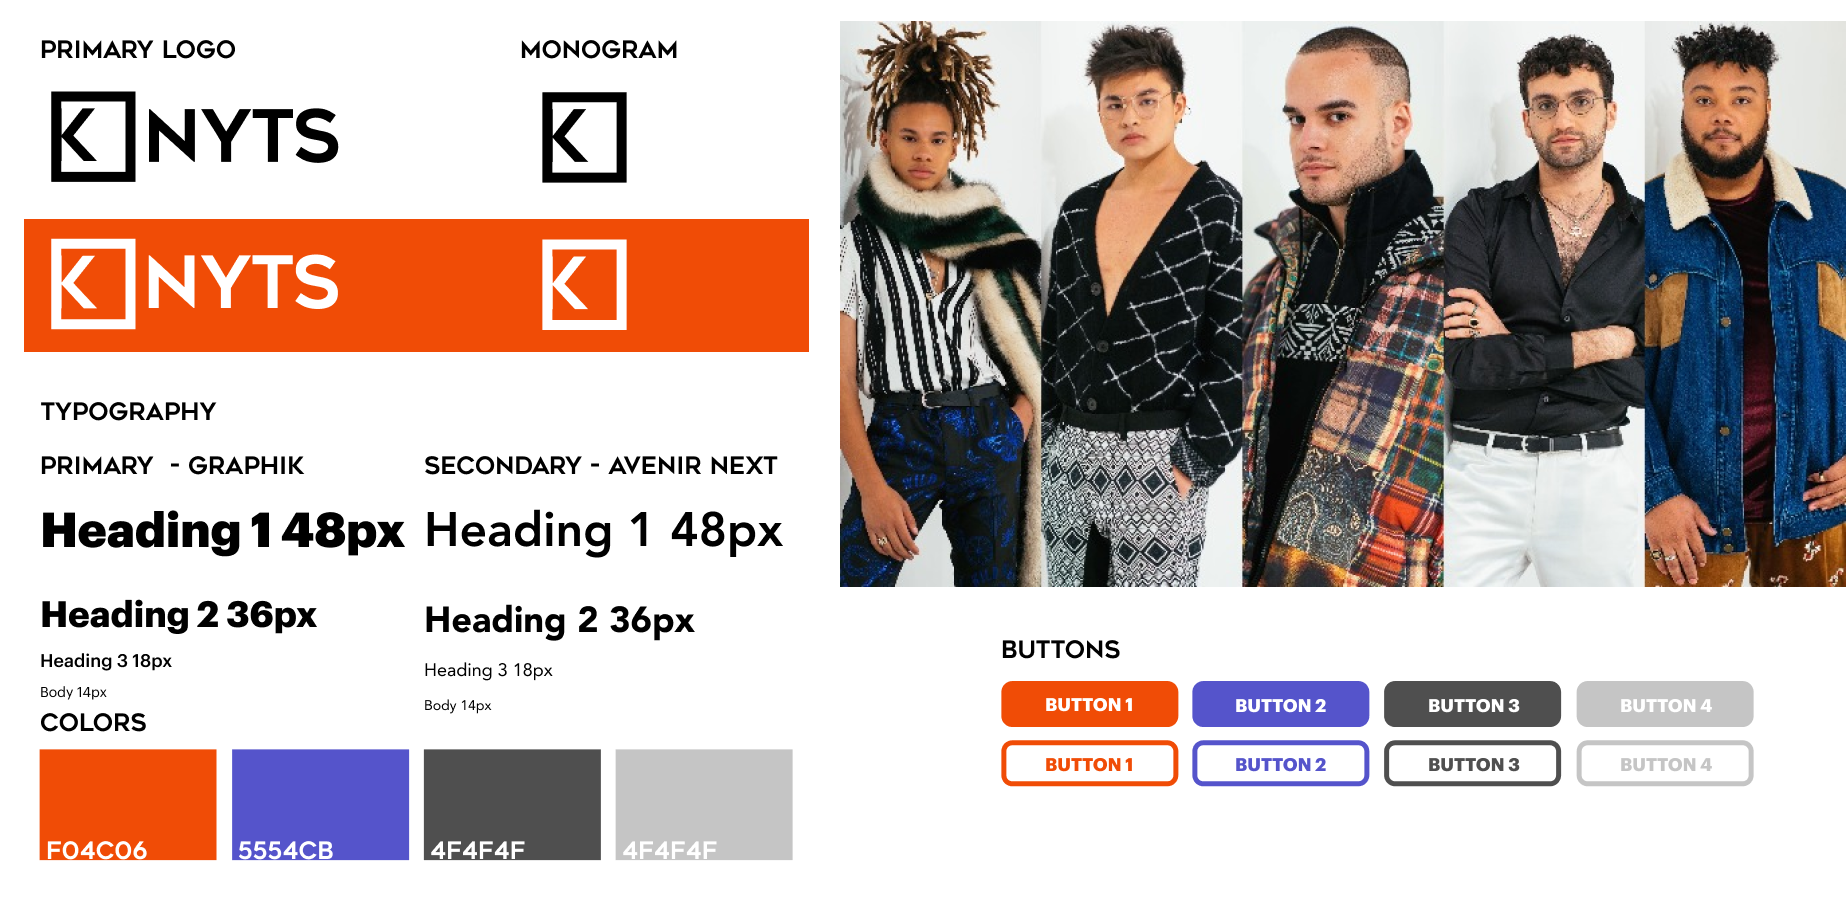 PRIMARY LOGO
MONOGRAM
K NYTS
K
K NYTS
K
TYPOGRAPHY
PRIMARY - GRAPHIK
SECONDARY - AVENIR NEXT
Heading 1 48px
Heading 1 48px
Heading 2 36px
Heading 2 36px
Heading 3 18px
Heading 3 18px
Body 14px
Body 14px
COLORS
F04C06
5554CB
4F4F4F
4F4F4F
BUTTONS
BUTTON 1
BUTTON 2
BUTTON 3
BUTTON 4
BUTTON 1
BUTTON 2
BUTTON 3
BUTTON 4